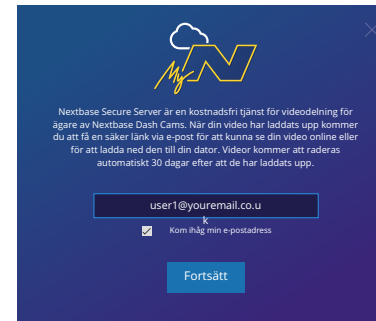 My N
Nextbase Secure Server är en kostnadsfri tjänst för videodelning för
ägare av Nextbase Dash Cams. När din video har laddats upp kommer
du att få en säker länk via e-post för att kunna se din video online eller
för att ladda ned den till din dator. Videor kommer att raderas
automatiskt 30 dagar efter att de har laddats upp.
user1@youremail.co.u
k
Kom ihåg min e-postadress
Fortsätt